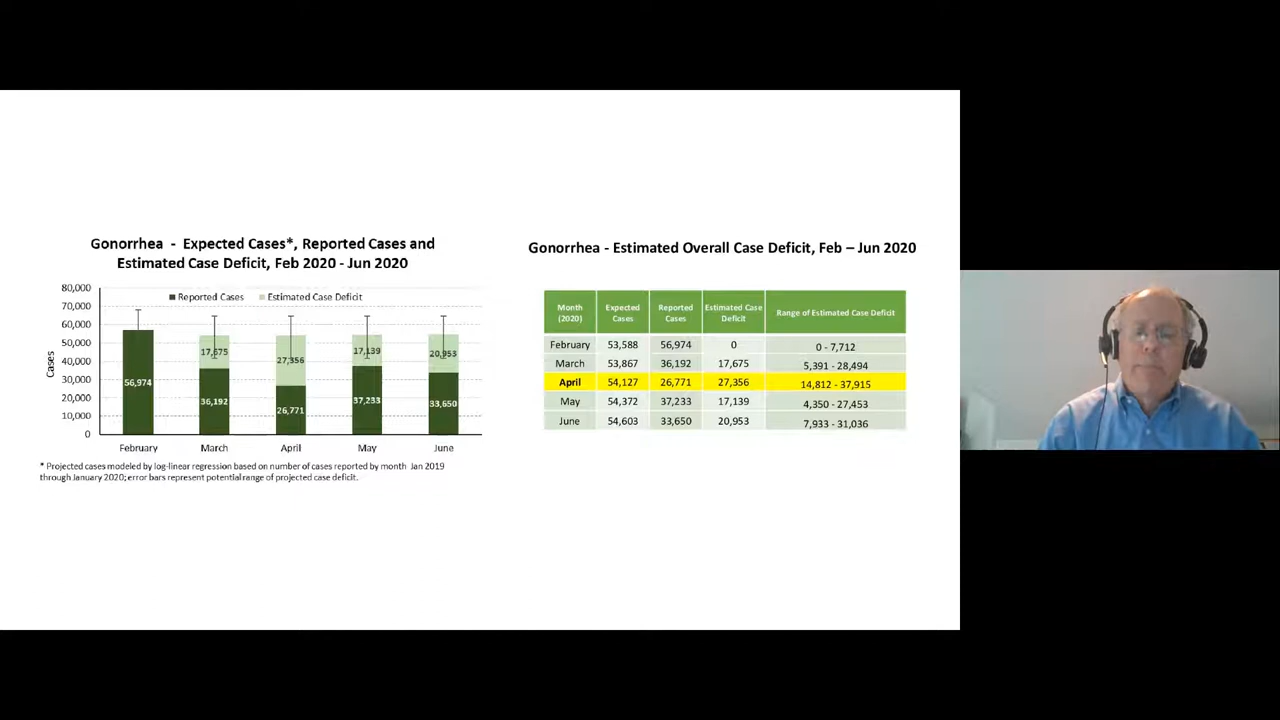 Gonorrhea - Expected Cases*, Reported Cases and
Estimated Case Deficit, Feb 2020 - Jun 2020
80,000
70,000
60,000
50,000
40,000
30,000
20,000
10,000
0
Cases
Reported Cases Estimated Case Deficit
56,974
17,675
36,192
27,356
26,771
17,139
37,233
20,953
33,650
February March April May June
* Projected cases modeled by log-linear regression based on number of cases reported by month Jan 2019
through January 2020; error bars represent potential range of projected case deficit.
Gonorrhea - Estimated Overall Case Deficit, Feb – Jun 2020
Month (2020) Expected Cases Reported Cases Estimated Case Deficit Range of Estimated Case Deficit
February 53,588 56,974 0 0 - 7,712
March 53,867 36,192 17,675 5,391 - 28,494
April 54,127 26,771 27,356 14,812 - 37,915
May 54,372 37,233 17,139 4,350 - 27,453
June 54,603 33,650 20,953 7,933 - 31,036